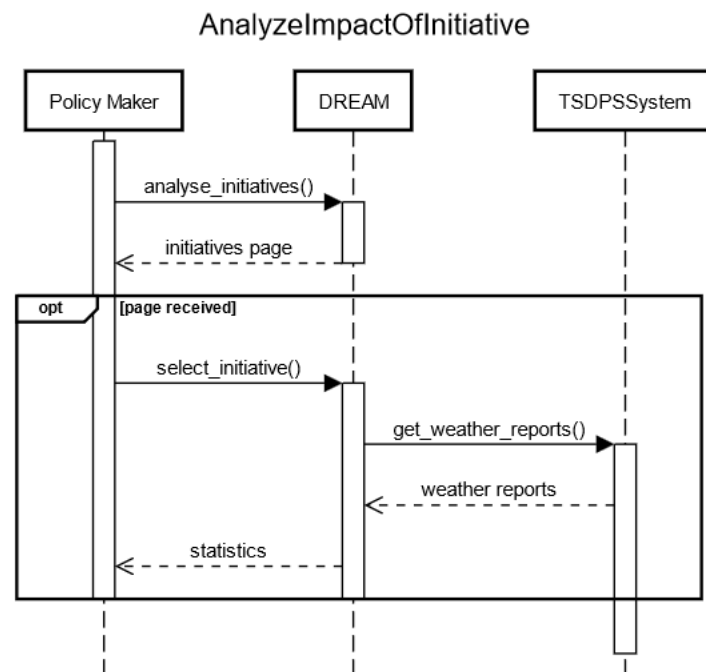 AnalyzeImpactOfInitiative
Policy Maker
DREAM
TSDPSSystem
analyse_initiatives()
initiatives page
opt
[page received]
select_initiative()
get_weather_reports()
weather reports
statistics